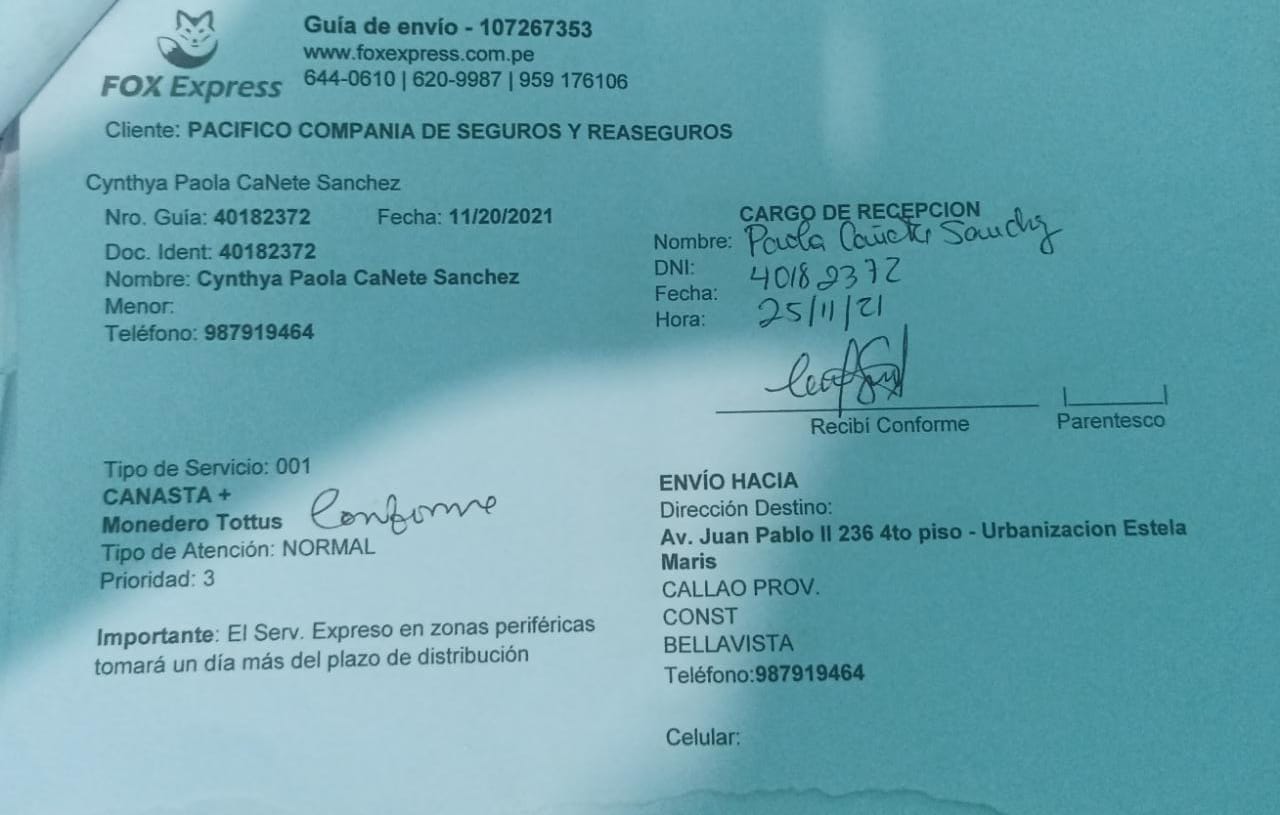 FOX Express
Guía de envío - 107267353
www.foxexpress.com.pe
644-0610 | 620-9987 | 959 176106
Cliente: PACIFICO COMPANIA DE SEGUROS Y REASEGUROS
Cynthya Paola CaNete Sanchez
Nro. Guía: 40182372 Fecha: 11/20/2021
Doc. Ident: 40182372
Nombre: Cynthya Paola CaNete Sanchez
Menor:
Teléfono: 987919464
CARGO DE RECEPCION
Nombre: Paola Cañete Sanchez
DNI: 40182372
Fecha: 25/11/21
Hora:
Recibí Conforme
Parentesco
Tipo de Servicio: 001
CANASTA +
Monedero Tottus Conforme
Tipo de Atención: NORMAL
Prioridad: 3
Importante: El Serv. Expreso en zonas periféricas
tomará un día más del plazo de distribución
ENVÍO HACIA
Dirección Destino:
Av. Juan Pablo II 236 4to piso - Urbanizacion Estela
Maris
CALLAO PROV.
CONST
BELLAVISTA
Teléfono:987919464
Celular: